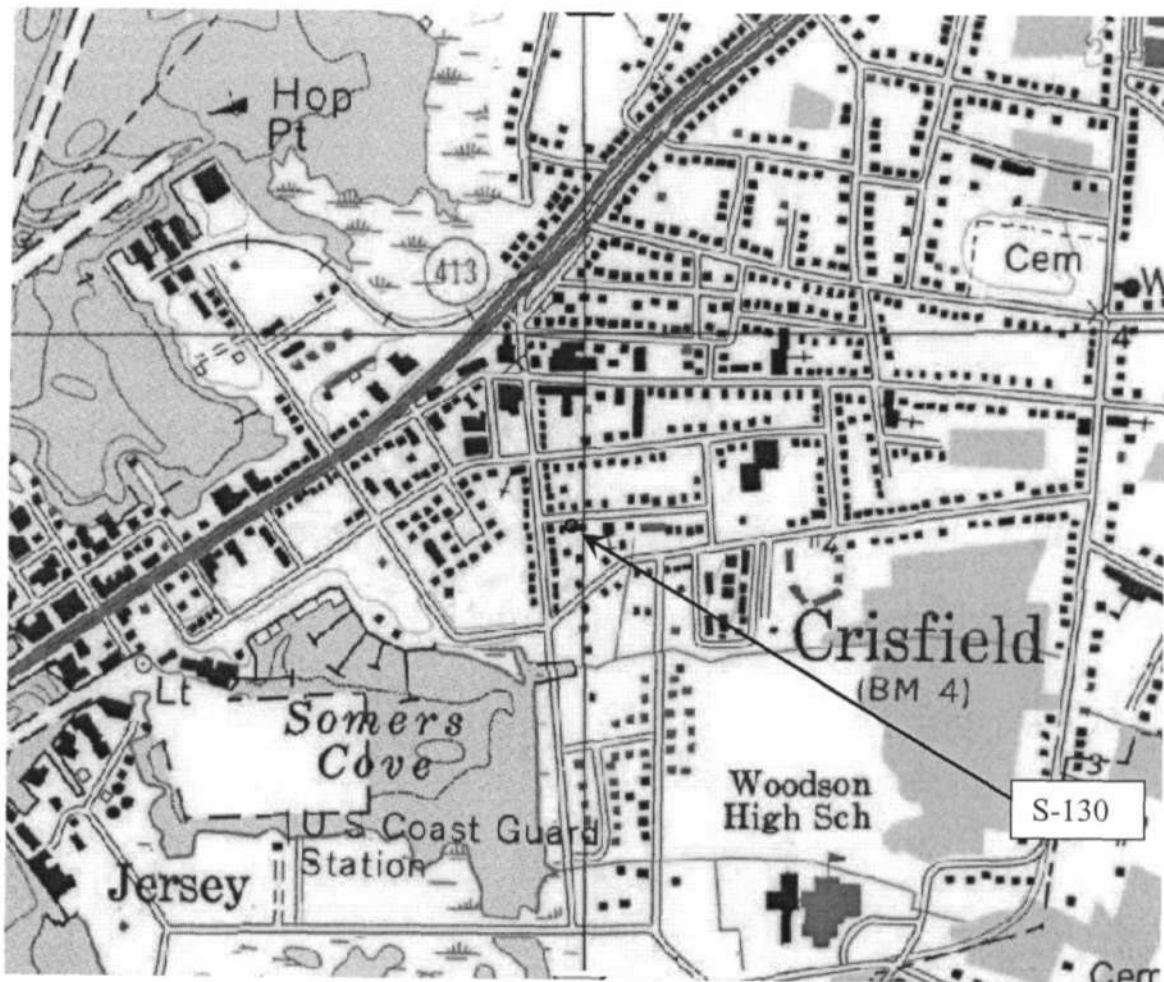 Hop
Pt
413
Cem
W
4
Crisfield
(BM 4)
Lt
Somers
Cove
3
Woodson
High Sch
S-130
U S Coast Guard
Station
Jersey
7
Cem